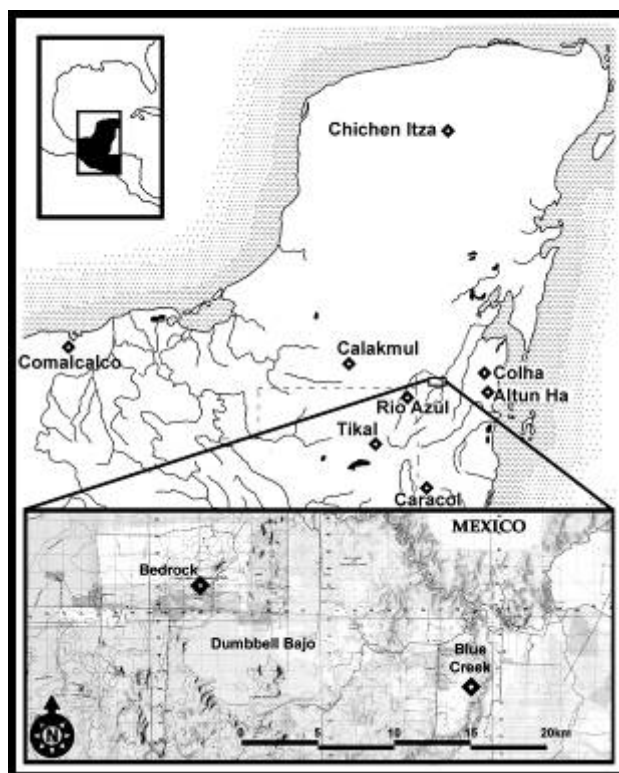 Chichen Itza
Comalcalco
Calakmul
Colha
Altun Ha
Rio Azul
Tikal
Caracol
MEXICO
Bedrock
Dumbbell Bajo
Blue
Creek
0 5 10 15 20km
N